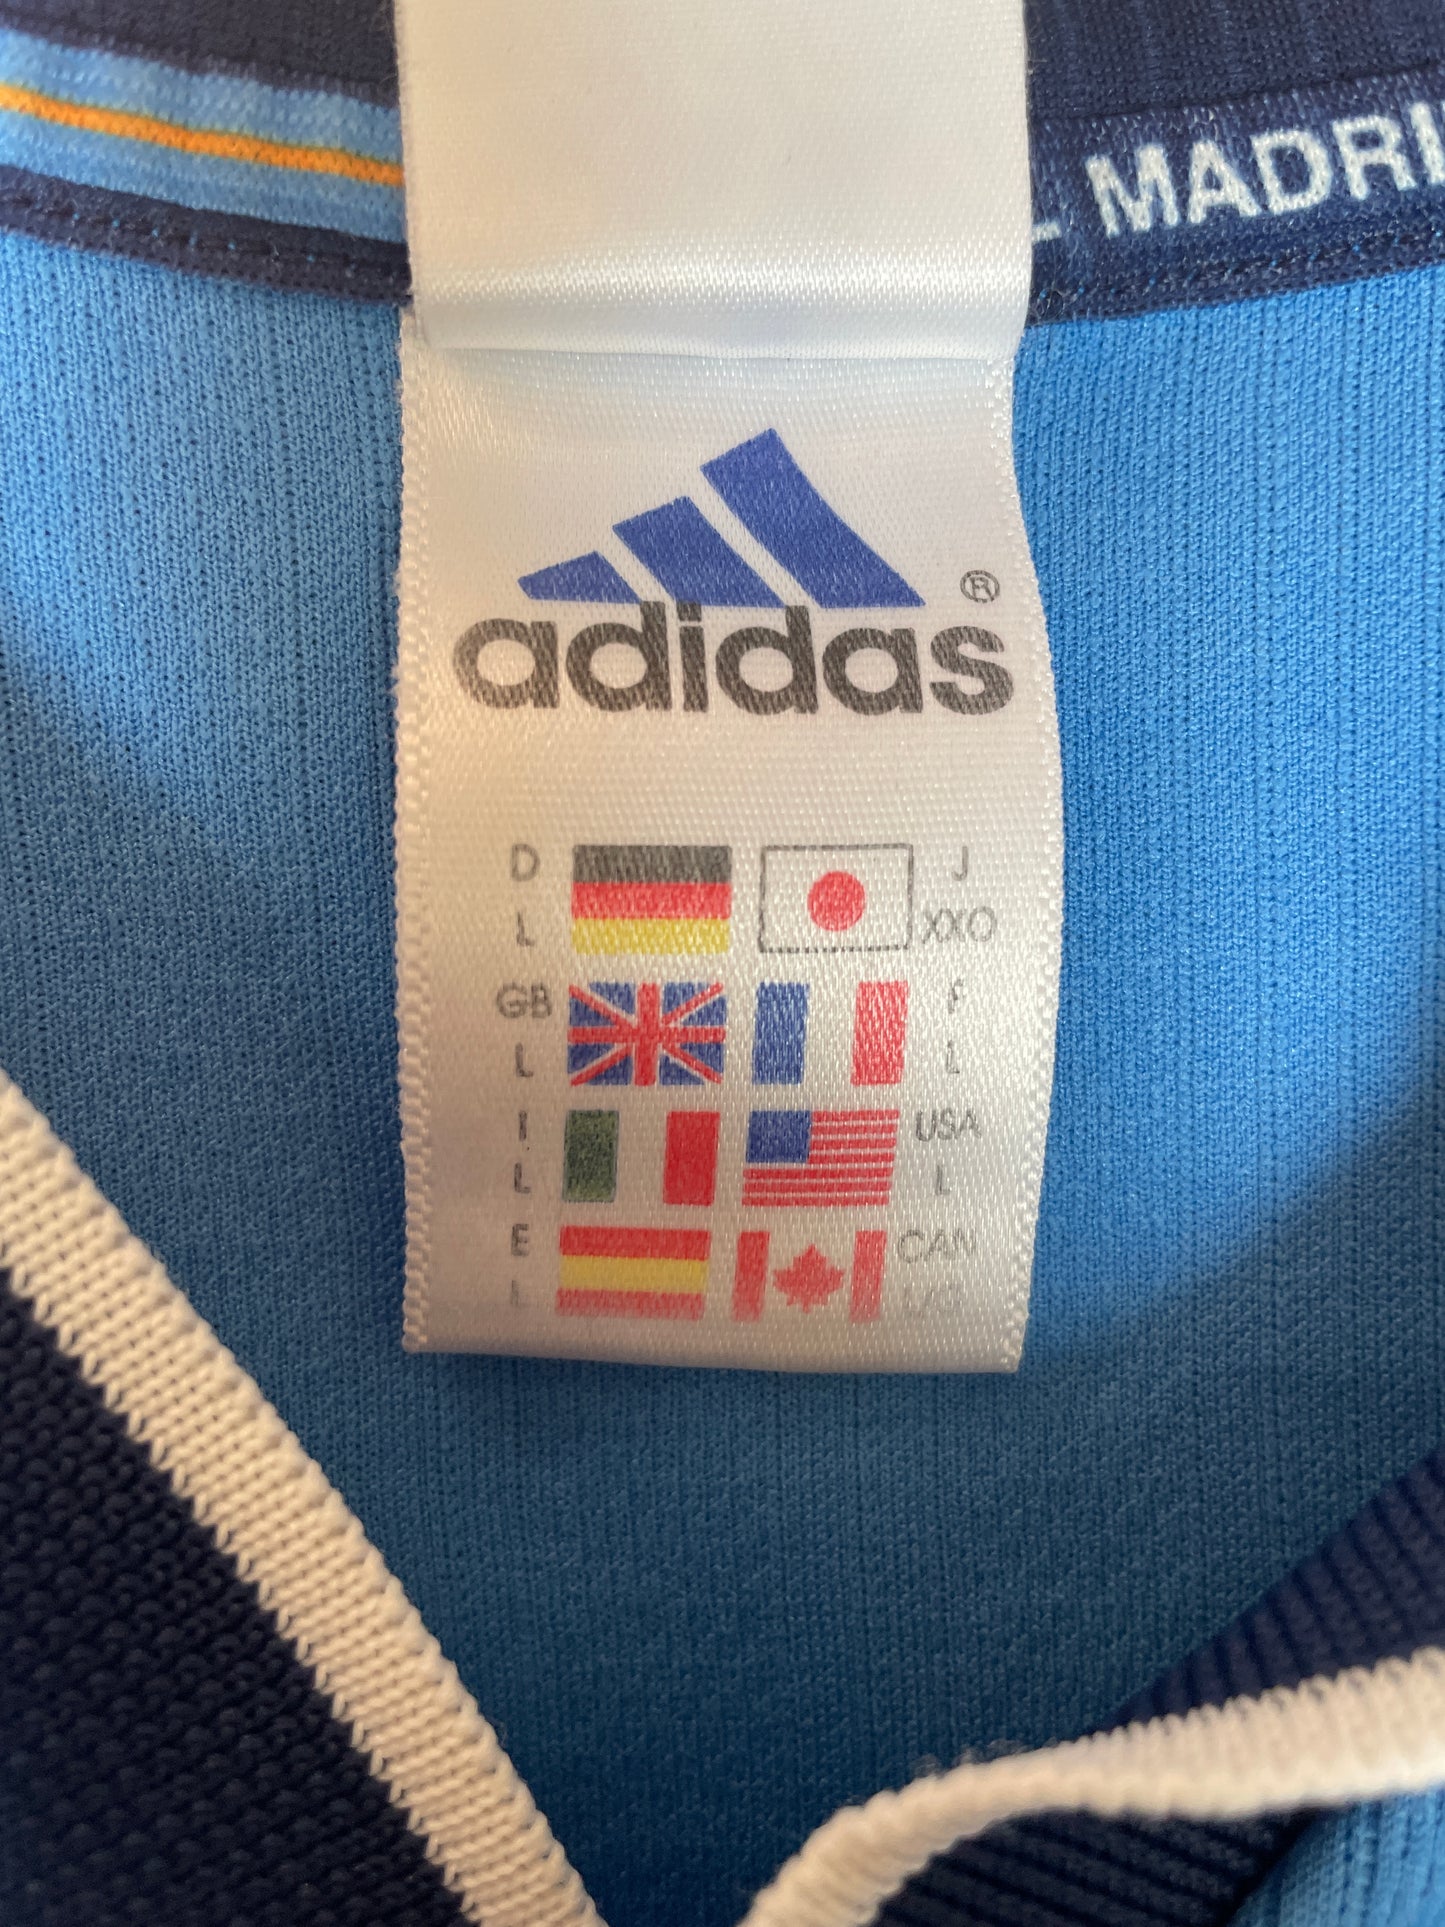 MADRI
adidas®
D J
L XXO
GB F
L L
I USA
L L
E CAN
L L/G